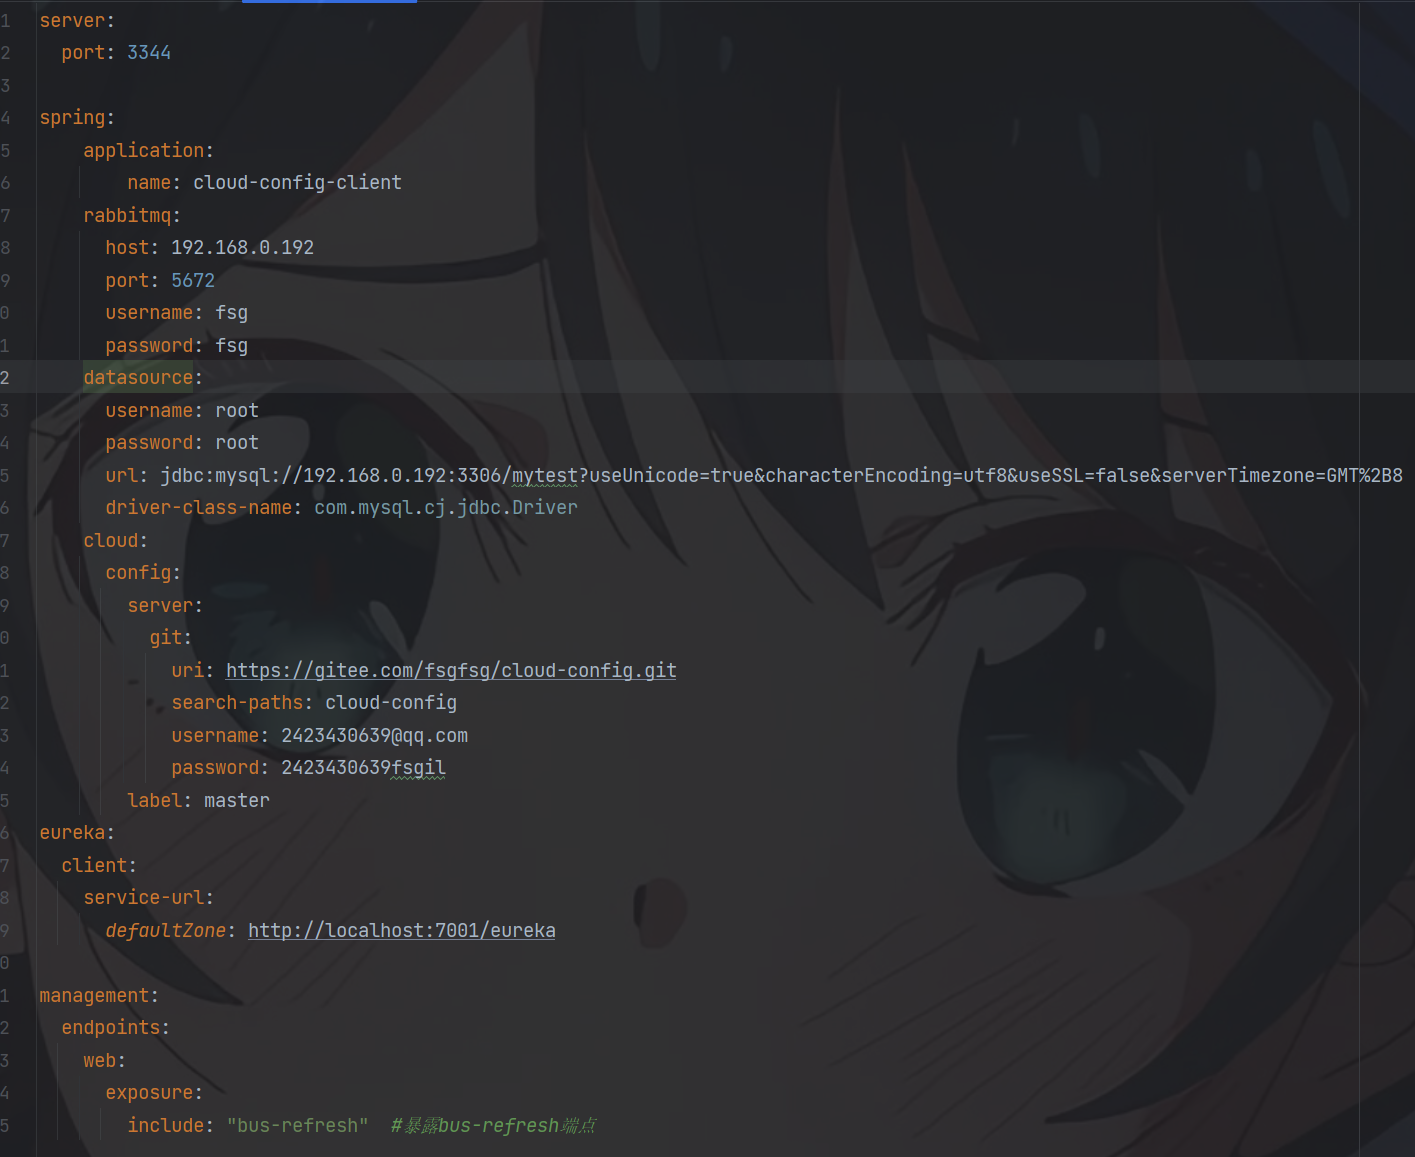 1 server:
2   port: 3344
3
4 spring:
5     application:
6         name: cloud-config-client
7     rabbitmq:
8       host: 192.168.0.192
9       port: 5672
0       username: fsg
1       password: fsg
2     datasource:
3       username: root
4       password: root
5       url: jdbc:mysql://192.168.0.192:3306/mytest?useUnicode=true&characterEncoding=utf8&useSSL=false&serverTimezone=GMT%2B8
6       driver-class-name: com.mysql.cj.jdbc.Driver
7     cloud:
8       config:
9         server:
0           git:
1             uri: https://gitee.com/fsgfsg/cloud-config.git
2             search-paths: cloud-config
3             username: 2423430639@qq.com
4             password: 2423430639fsgil
5         label: master
6 eureka:
7   client:
8     service-url:
9       defaultZone: http://localhost:7001/eureka
0
1 management:
2   endpoints:
3     web:
4       exposure:
5         include: "bus-refresh"  #暴露bus-refresh端点